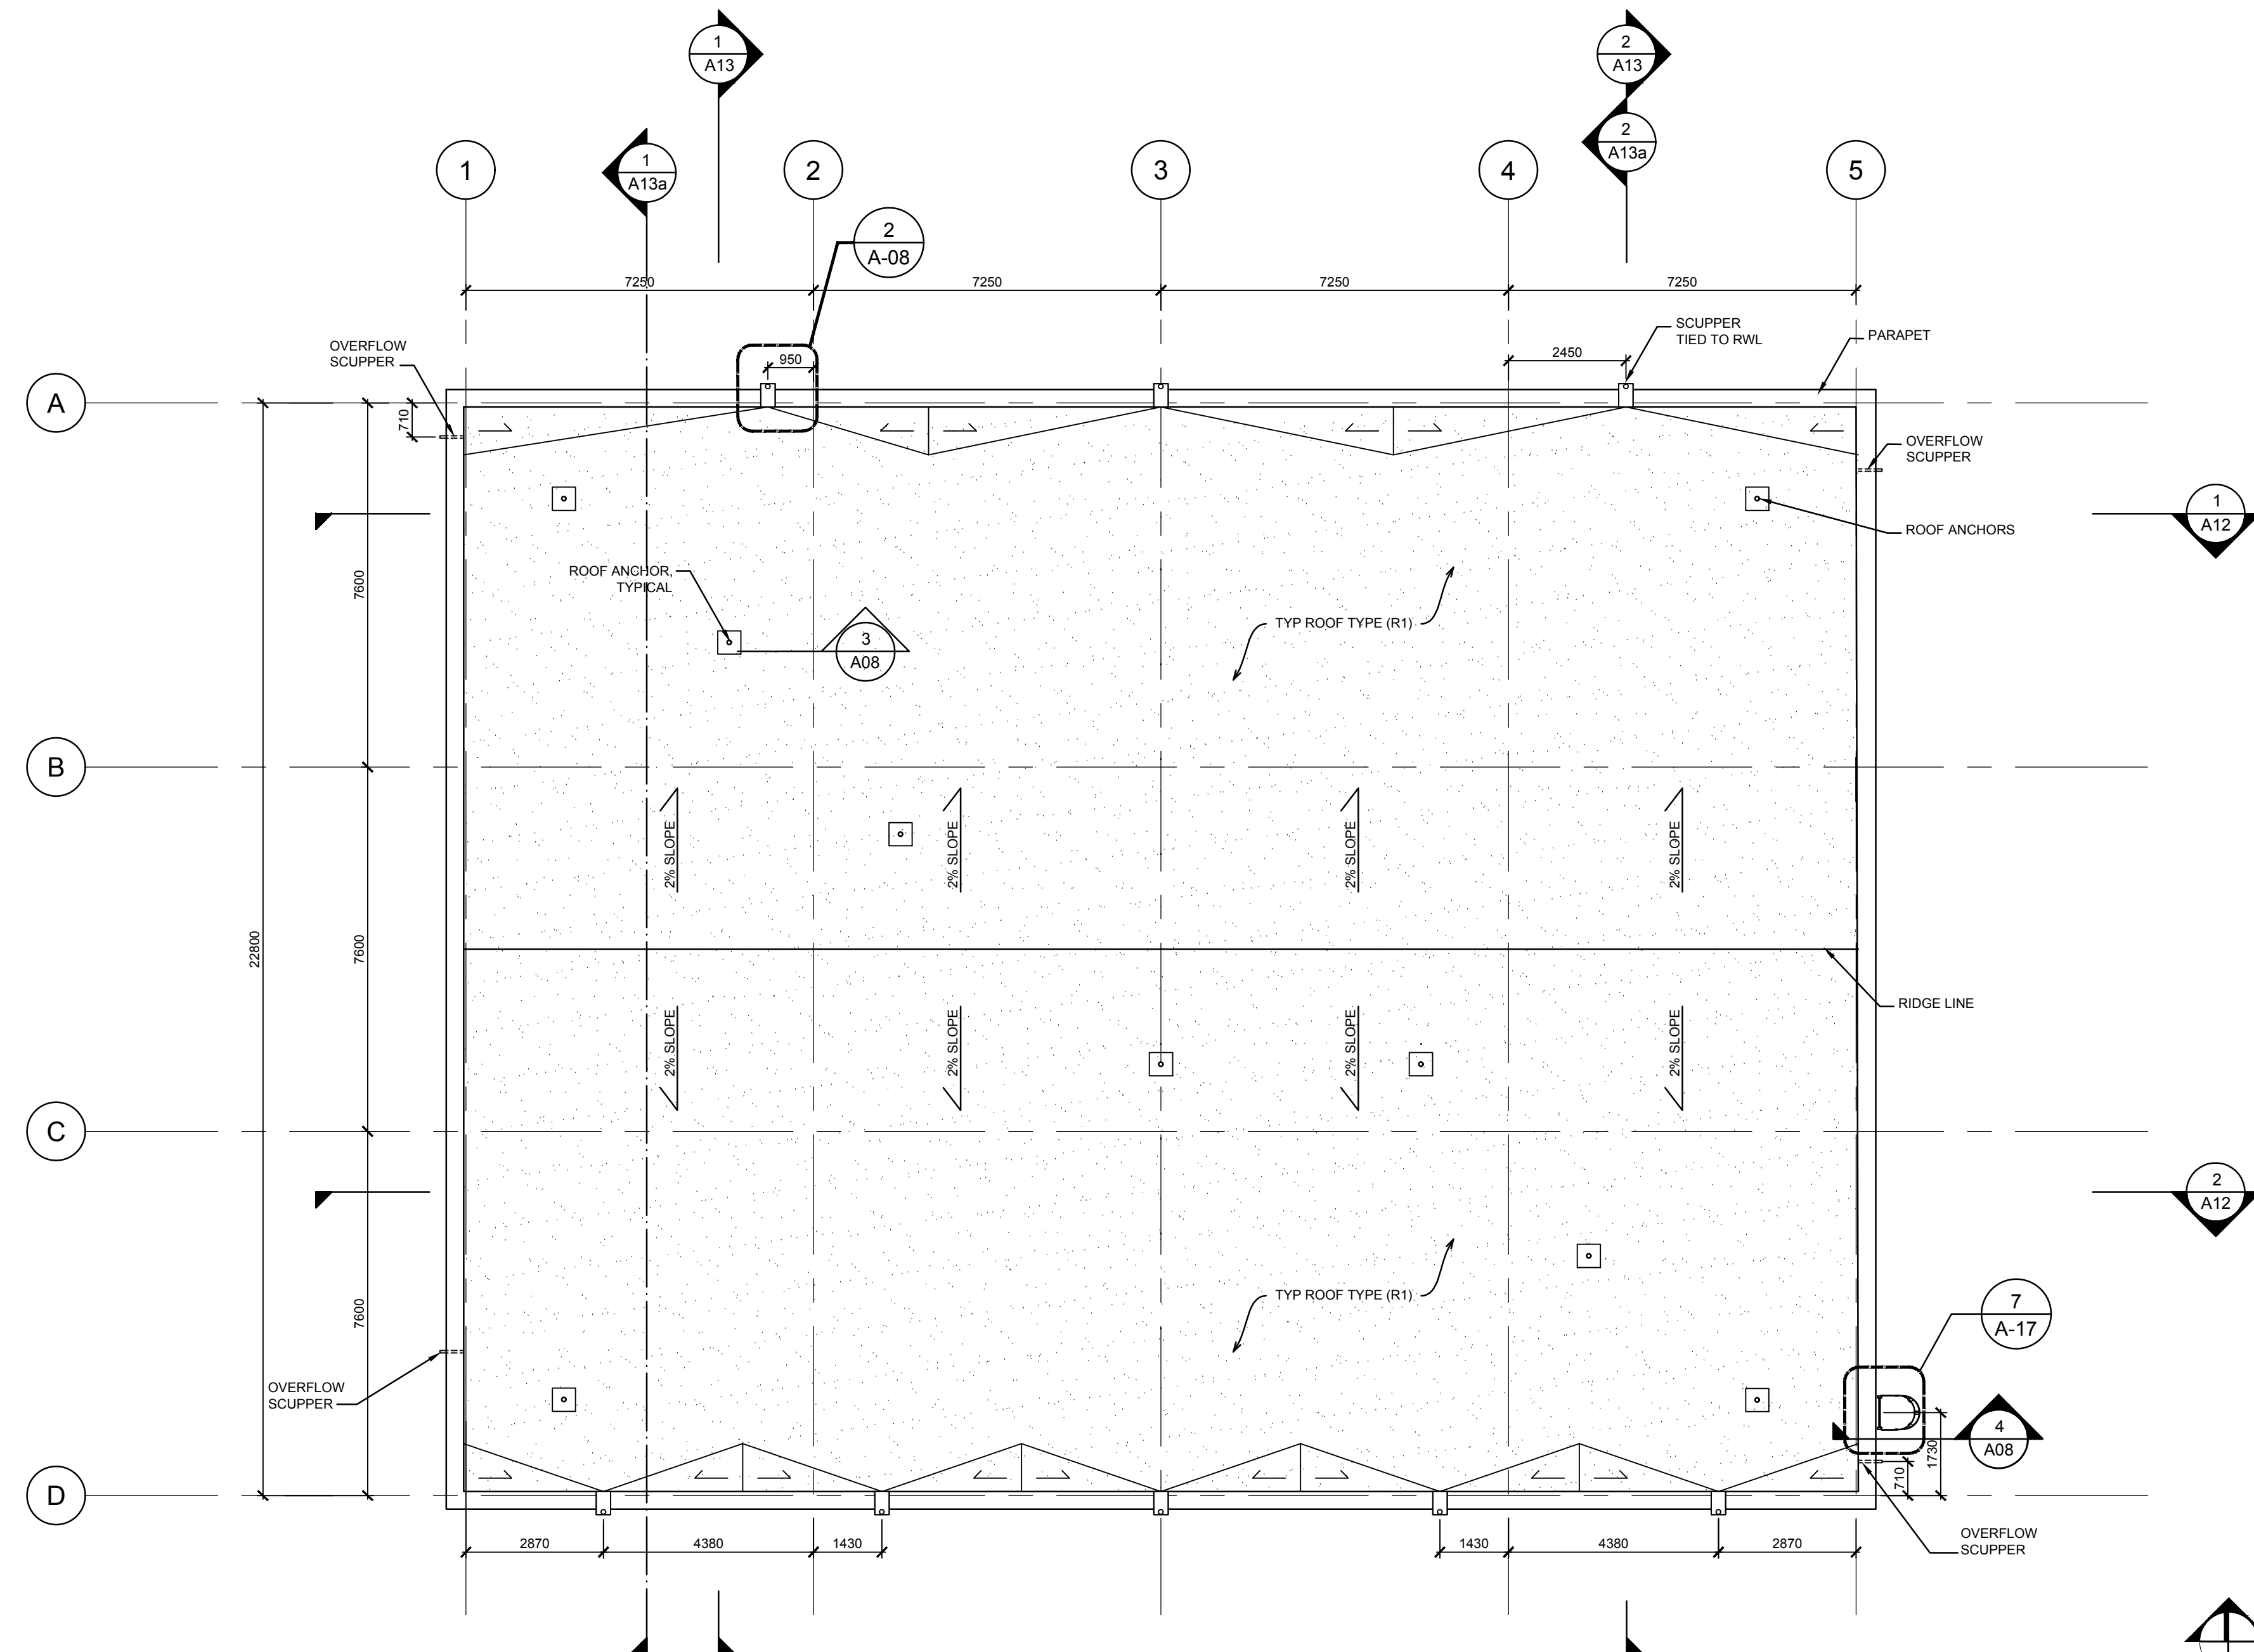 1
A13
2
A13
2
A13a
1
A13a
1
2
3
4
5
2
A-08
7250
7250
7250
7250
OVERFLOW
SCUPPER
950
2450
SCUPPER
TIED TO RWL
PARAPET
A
710
OVERFLOW
SCUPPER
ROOF ANCHORS
1
A12
ROOF ANCHOR,
TYPICAL
7600
3
A08
TYP ROOF TYPE (R1)
B
2% SLOPE
2% SLOPE
2% SLOPE
2% SLOPE
22800
7600
RIDGE LINE
2% SLOPE
2% SLOPE
2% SLOPE
2% SLOPE
C
2
A12
7600
TYP ROOF TYPE (R1)
7
A-17
OVERFLOW
SCUPPER
4
A08
1730
710
D
2870
4380
1430
1430
4380
2870
OVERFLOW
SCUPPER